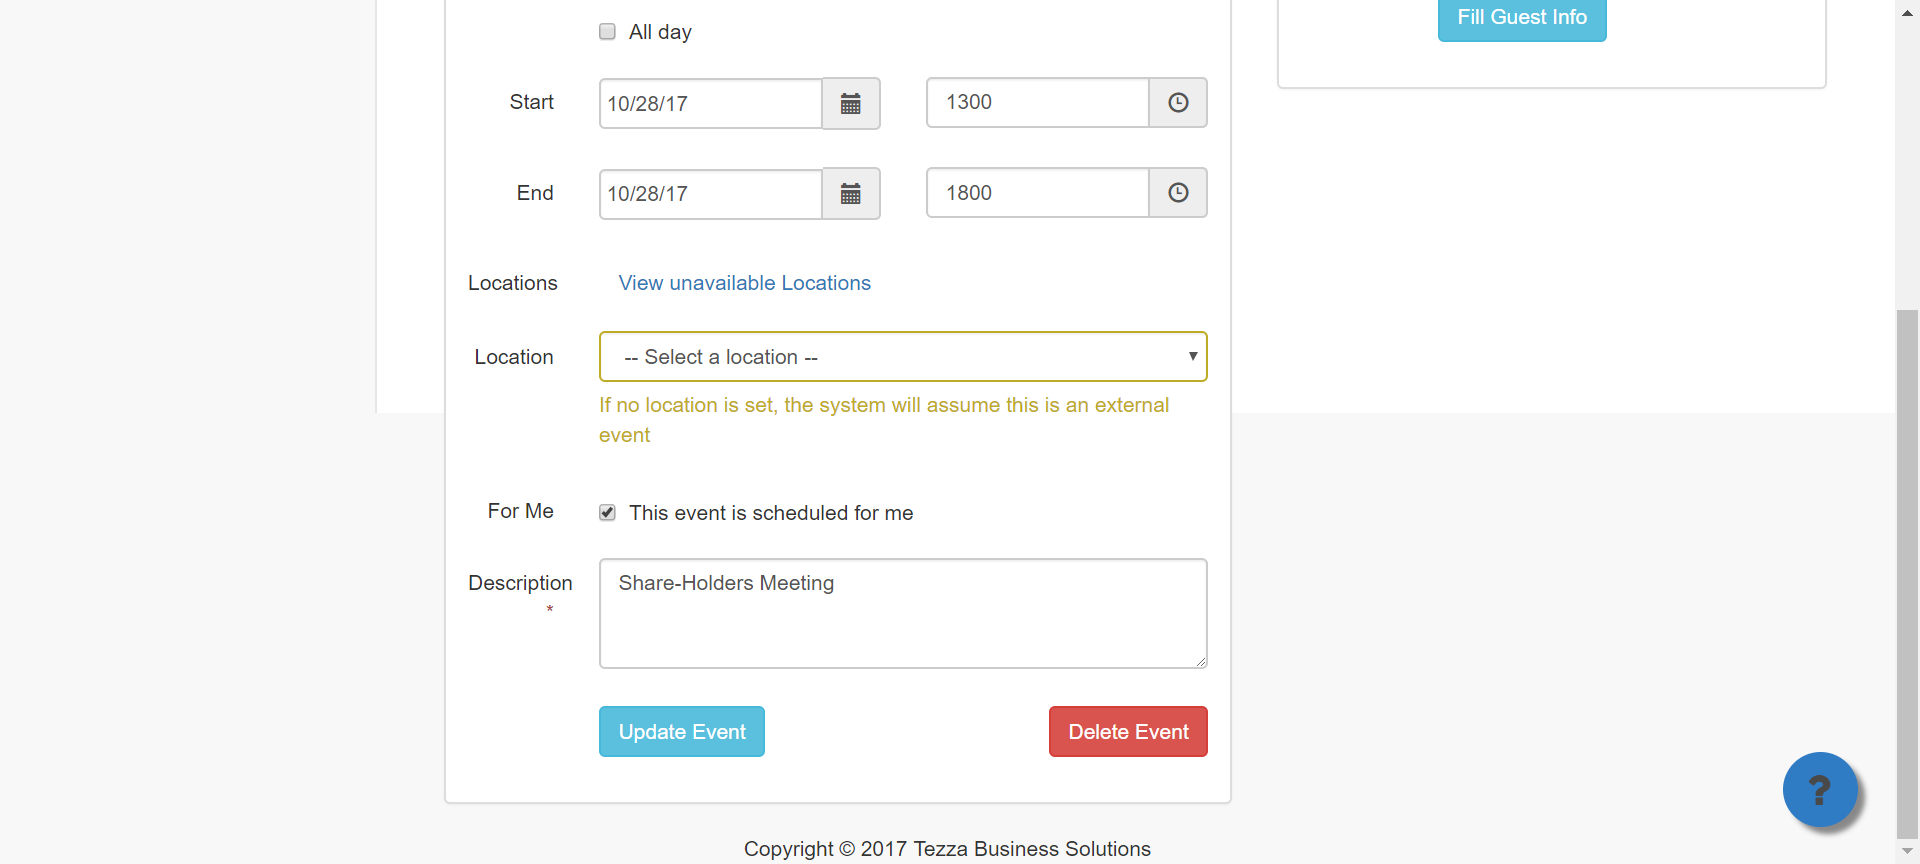 Fill Guest Info
All day
Start 10/28/17 1300
End 10/28/17 1800
Locations View unavailable Locations
Location -- Select a location --
If no location is set, the system will assume this is an external
event
For Me This event is scheduled for me
Description Share-Holders Meeting
*
Update Event Delete Event
?
Copyright © 2017 Tezza Business Solutions